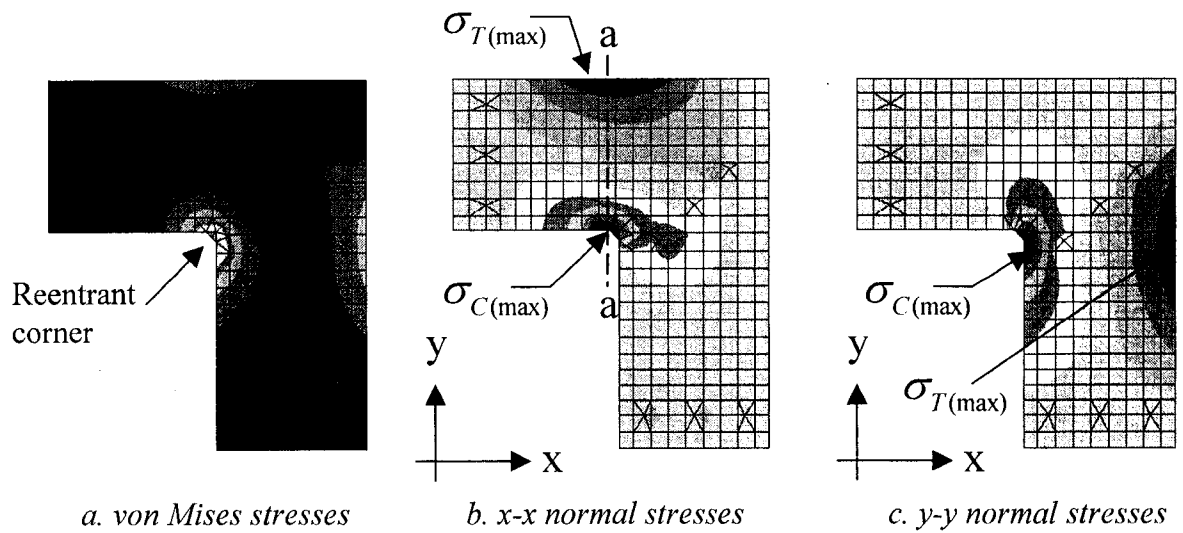 σT(max)
a
Reentrant
corner
σC(max)
a
y
x
σC(max)
y
σT(max)
x
a. von Mises stresses
b. x-x normal stresses
c. y-y normal stresses